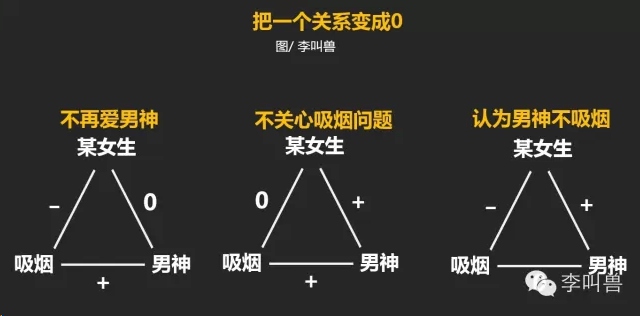 把一个关系变成0
图/ 李叫兽
不再爱男神
某女生
–
0
吸烟
男神
+
不关心吸烟问题
某女生
0
+
吸烟
男神
+
认为男神不吸烟
某女生
–
+
吸烟
男神
李叫兽